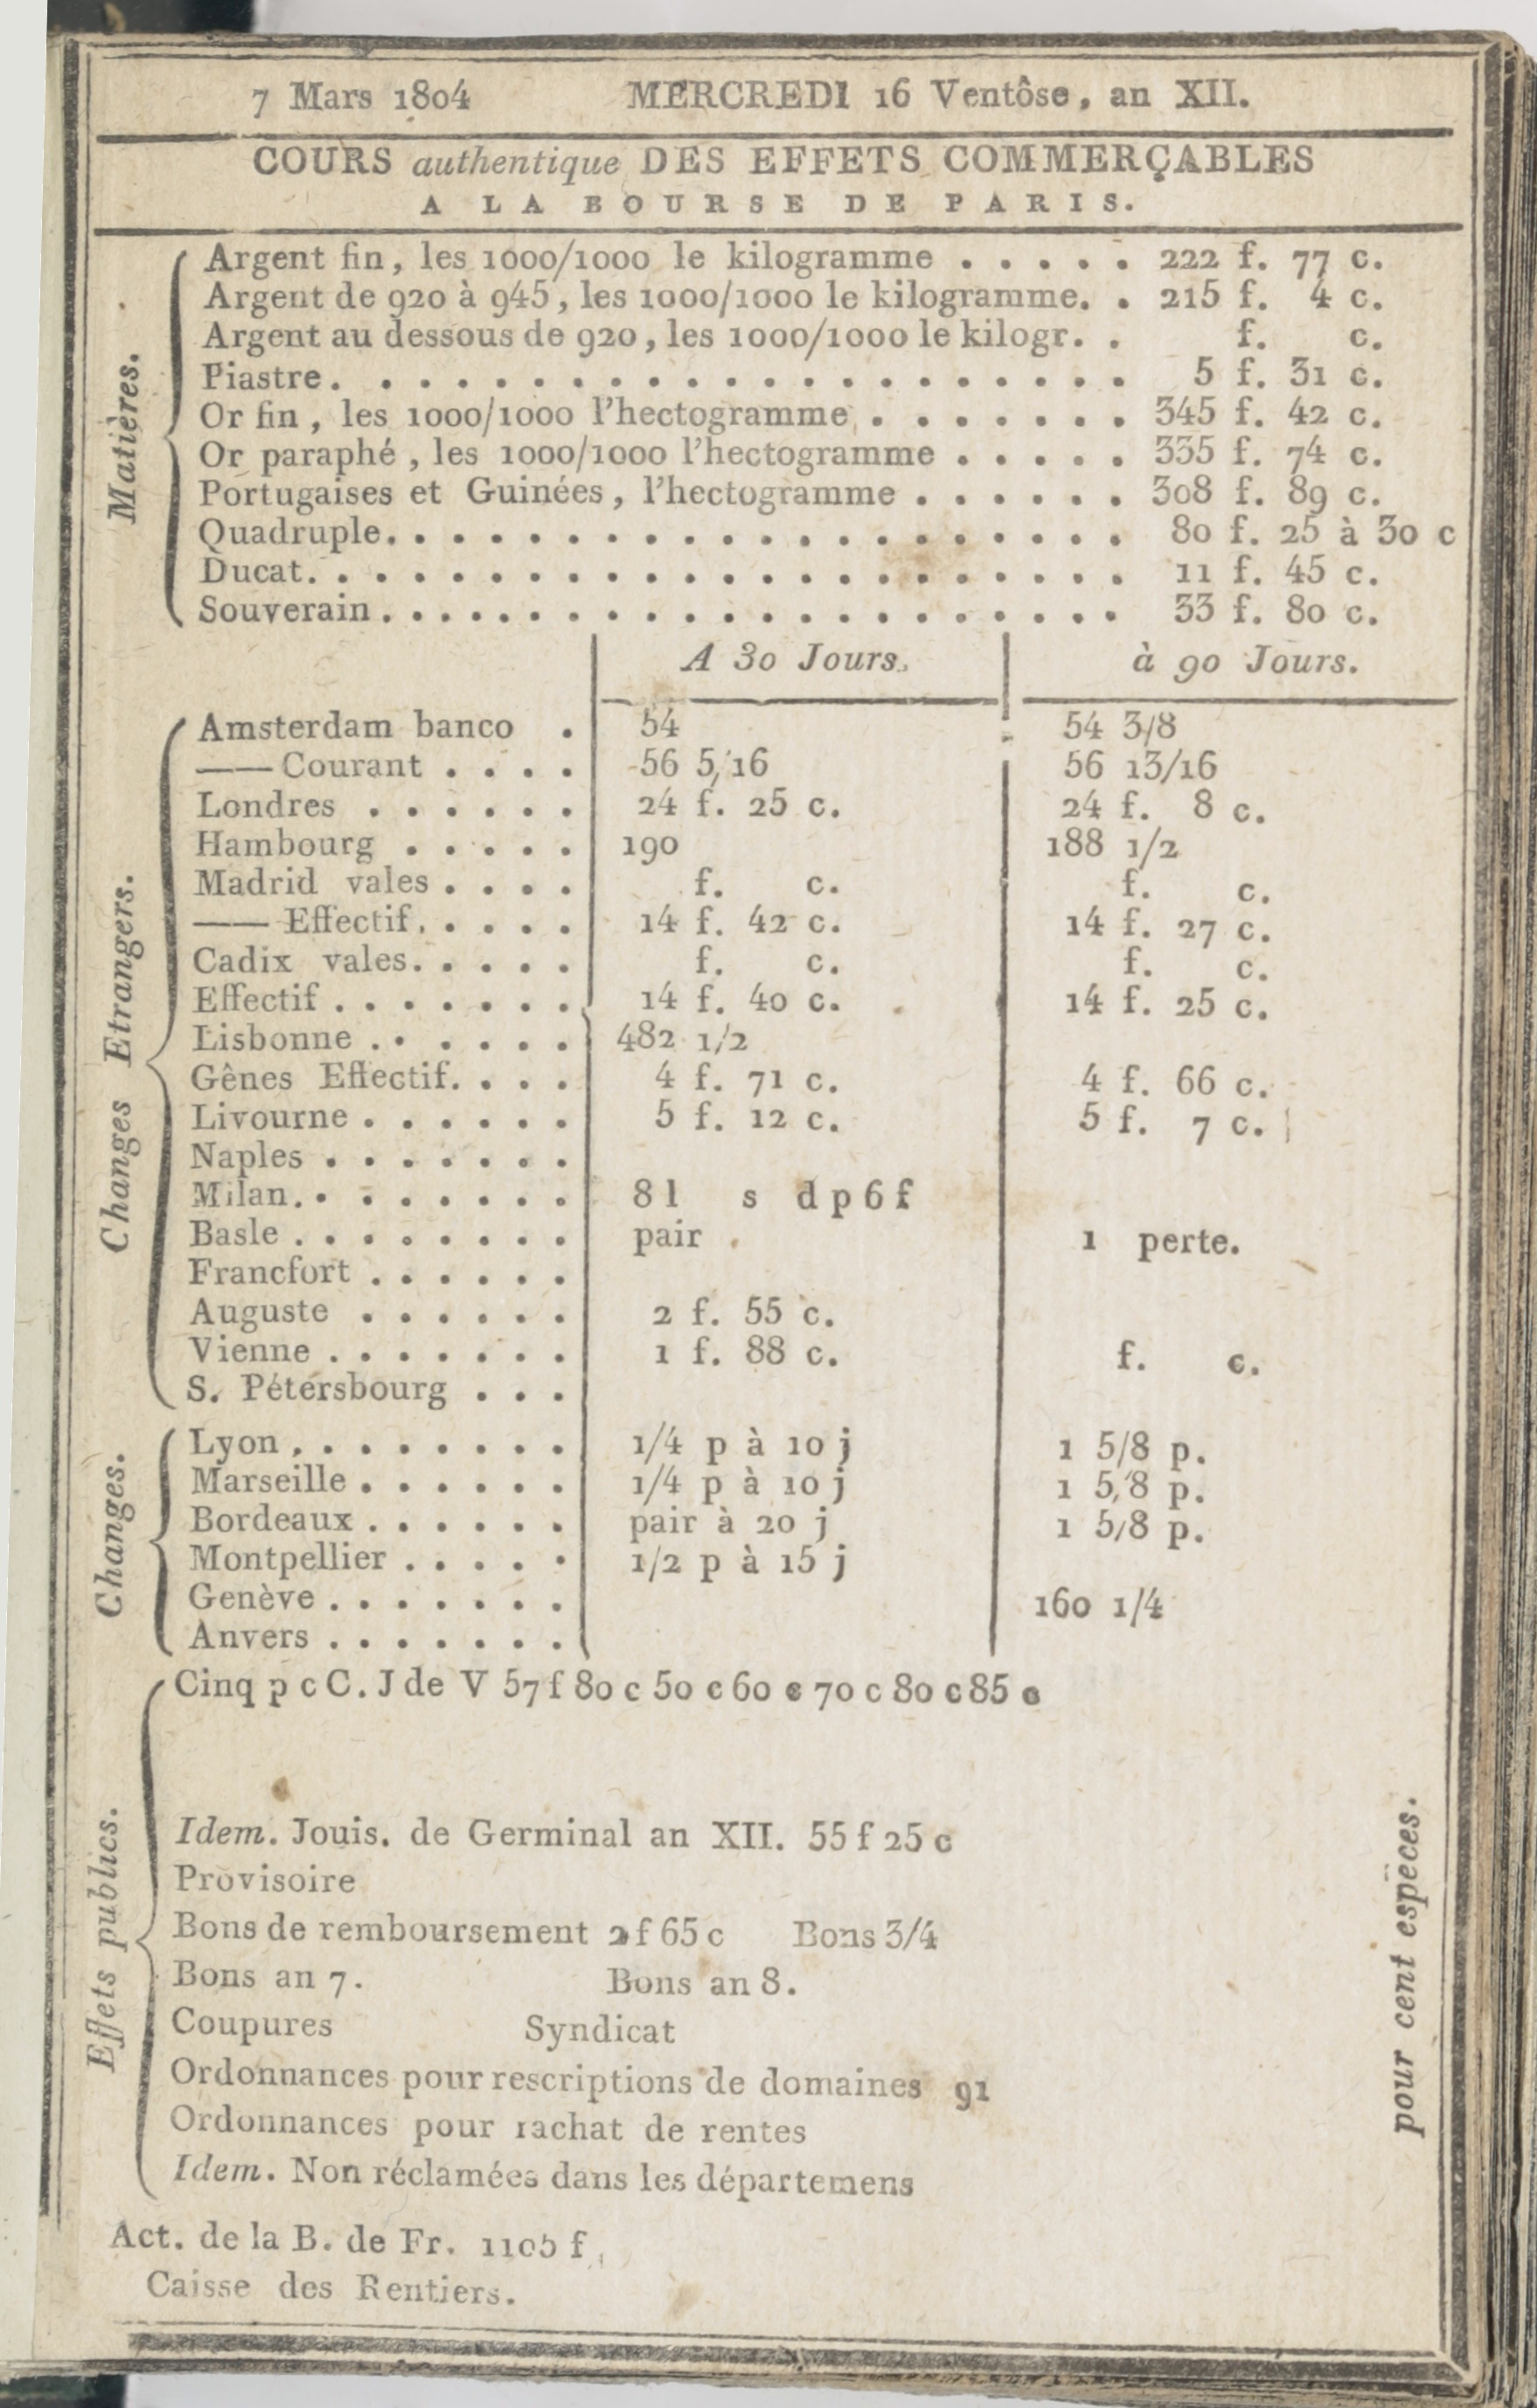 7 Mars 1804 MERCREDI 16 Ventôse, an XII.
COURS authentique DES EFFETS COMMERÇABLES
A LA BOURSE DE PARIS.
Matières.
Argent fin, les 1000/1000 le kilogramme . . . . . 222 f. 77 c.
Argent de 920 à 945, les 1000/1000 le kilogramme. . 215 f. 4 c.
Argent au dessous de 920, les 1000/1000 le kilogr. . f. c.
Piastre. . . . . . . . . . . . . . . . . . . . . 5 f. 31 c.
Or fin, les 1000/1000 l'hectogramme . . . . . . . 345 f. 42 c.
Or paraphé, les 1000/1000 l'hectogramme . . . . . 335 f. 74 c.
Portugaises et Guinées, l'hectogramme . . . . . . 308 f. 89 c.
Quadruple. . . . . . . . . . . . . . . . . . . . 80 f. 25 à 30 c
Ducat. . . . . . . . . . . . . . . . . . . . . . 11 f. 45 c.
Souverain . . . . . . . . . . . . . . . . . . . . 33 f. 80 c.
A 30 Jours. à 90 Jours.
Changes Etrangers.
Amsterdam banco . 54 54 3/8
—— Courant . . . . 56 5/16 56 13/16
Londres . . . . . . 24 f. 25 c. 24 f. 8 c.
Hambourg . . . . . 190 188 1/2
Madrid vales . . . . f. c. f. c.
—— Effectif. . . . . 14 f. 42 c. 14 f. 27 c.
Cadix vales. . . . . f. c. f. c.
Effectif . . . . . . . 14 f. 40 c. 14 f. 25 c.
Lisbonne . . . . . . 482 1/2
Gênes Effectif. . . . 4 f. 71 c. 4 f. 66 c.
Livourne . . . . . . 5 f. 12 c. 5 f. 7 c.
Naples . . . . . . .
Milan. . . . . . . . 8 l s d p 6 f
Basle . . . . . . . . pair 1 perte.
Francfort . . . . . .
Auguste . . . . . . 2 f. 55 c.
Vienne . . . . . . . 1 f. 88 c. f. c.
S. Pétersbourg . . .
Changes.
Lyon . . . . . . . . 1/4 p à 10 j 1 5/8 p.
Marseille . . . . . . 1/4 p à 10 j 1 5/8 p.
Bordeaux . . . . . . pair à 20 j 1 5/8 p.
Montpellier . . . . . 1/2 p à 15 j
Genève . . . . . . . 160 1/4
Anvers . . . . . . .
Effets publics.
Cinq p c C. J de V 57 f 80 c 50 c 60 c 70 c 80 c 85 c
Idem. Jouis. de Germinal an XII. 55 f 25 c
Provisoire
Bons de remboursement 2 f 65 c Bons 3/4
Bons an 7. Bons an 8.
Coupures Syndicat
Ordonnances pour rescriptions de domaines 91
Ordonnances pour rachat de rentes
Idem. Non réclamées dans les départemens
pour cent espèces.
Act. de la B. de Fr. 1105 f
Caisse des Rentiers.